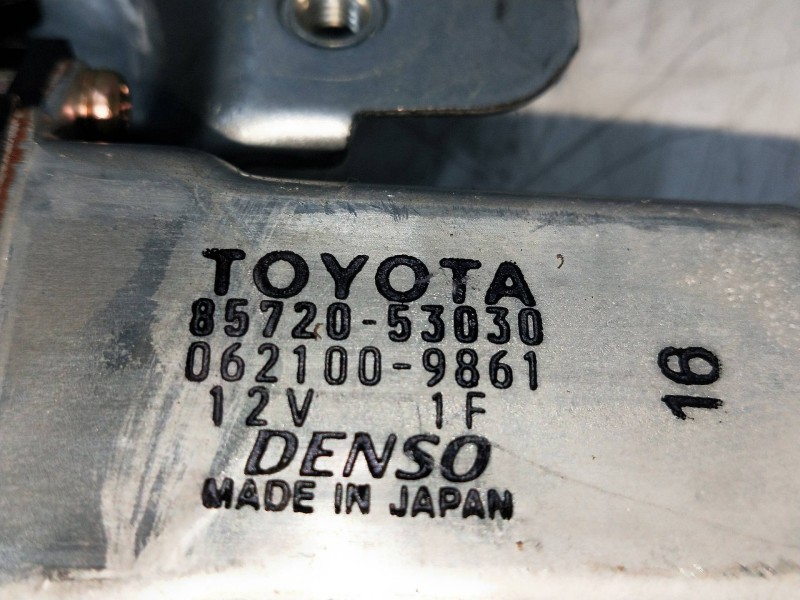 TOYOTA
85720-53030
062100-9861
12V 1F
DENSO
MADE IN JAPAN
16